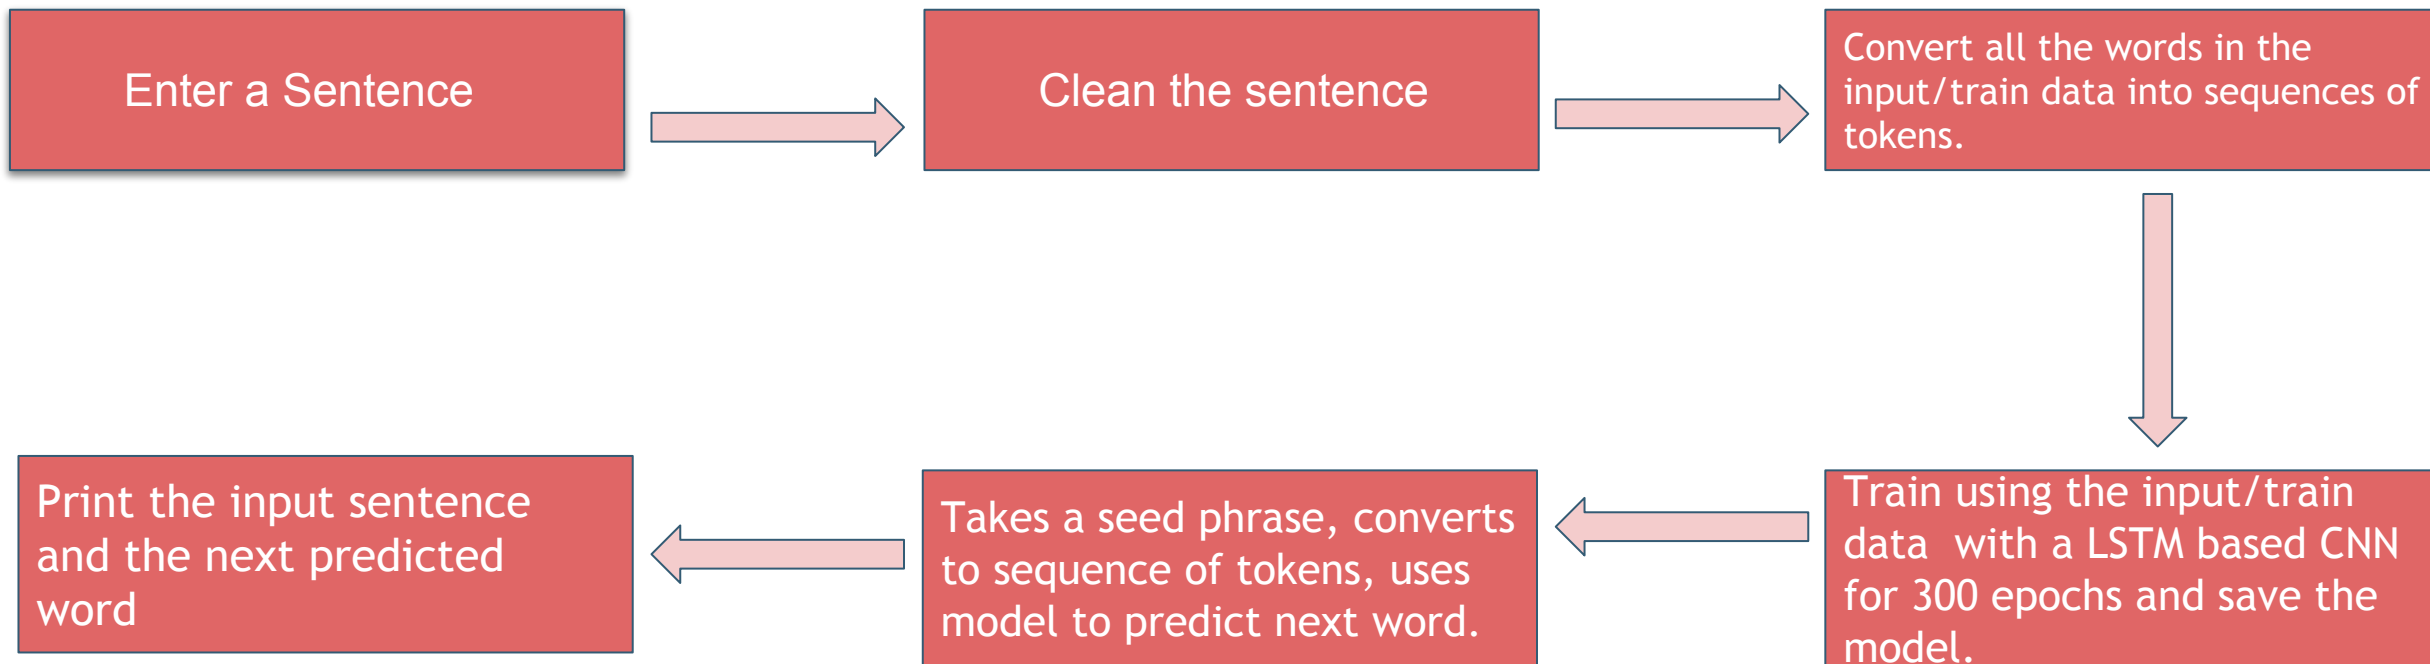 Enter a Sentence
Clean the sentence
Convert all the words in the
input/train data into sequences of
tokens.
Train using the input/train
data  with a LSTM based CNN
for 300 epochs and save the
model.
Takes a seed phrase, converts
to sequence of tokens, uses
model to predict next word.
Print the input sentence
and the next predicted
word